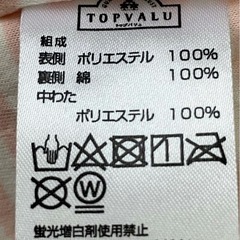 TOPVALU
トップバリュ
組成
表側 ポリエステル 100%
裏側 綿 100%
中わた
ポリエステル 100%
W
蛍光増白剤使用禁止